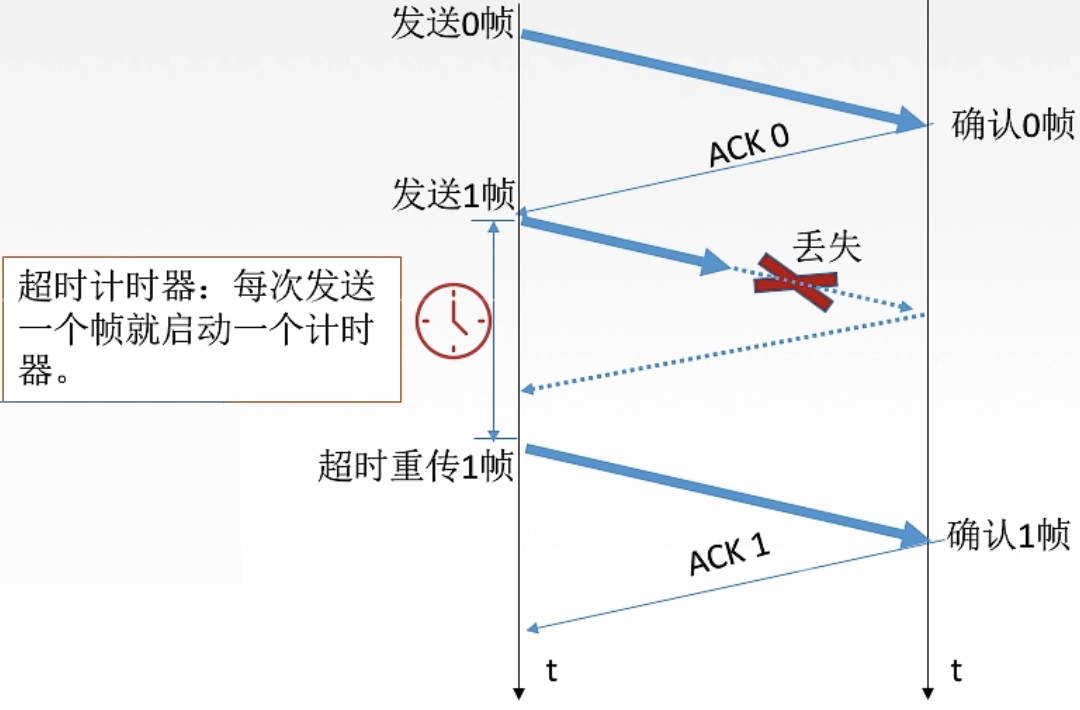 发送0帧
确认0帧
ACK 0
发送1帧
丢失
超时计时器：每次发送
一个帧就启动一个计时
器。
超时重传1帧
确认1帧
ACK 1
t
t